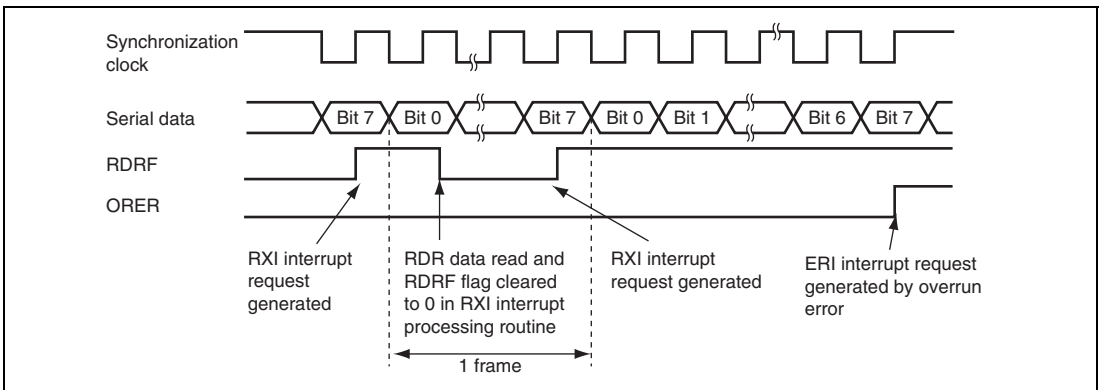 Synchronization
clock
Serial data
Bit 7
Bit 0
Bit 7
Bit 0
Bit 1
Bit 6
Bit 7
RDRF
ORER
RXI interrupt
request
generated
RDR data read and
RDRF flag cleared
to 0 in RXI interrupt
processing routine
RXI interrupt
request generated
ERI interrupt request
generated by overrun
error
1 frame